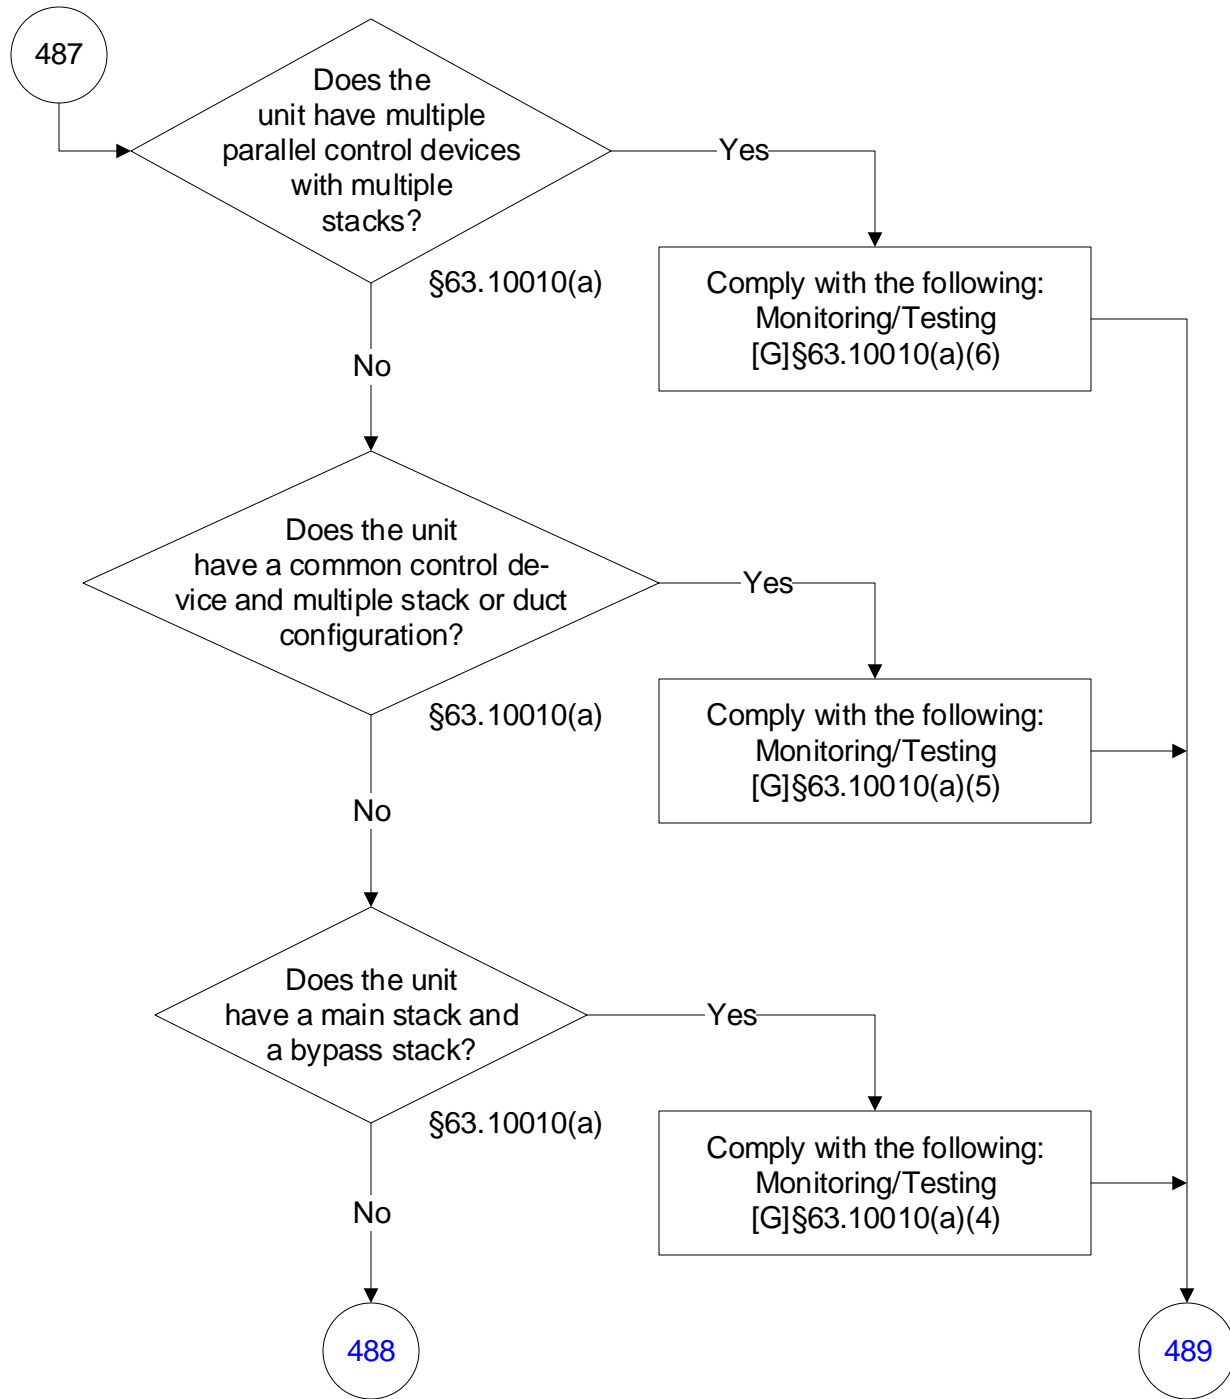 487
Does the
unit have multiple
parallel control devices
with multiple
stacks?
Yes
§63.10010(a)
Comply with the following:
Monitoring/Testing
[G]§63.10010(a)(6)
No
Does the unit
have a common control de-
vice and multiple stack or duct
configuration?
Yes
§63.10010(a)
Comply with the following:
Monitoring/Testing
[G]§63.10010(a)(5)
No
Does the unit
have a main stack and
a bypass stack?
Yes
§63.10010(a)
Comply with the following:
Monitoring/Testing
[G]§63.10010(a)(4)
No
488
489